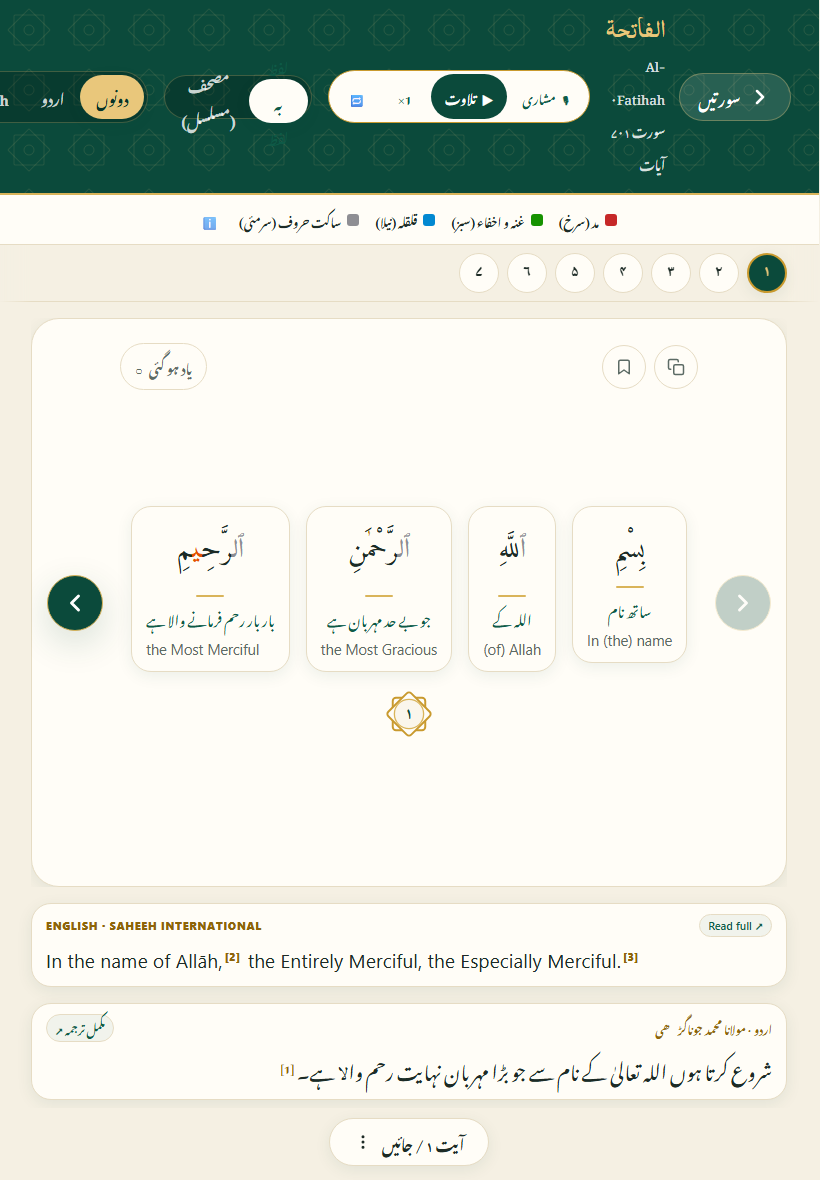 الفاتحة
Al-Fatihah · سورت ۱ · ۷ آیات
سورتیں
مشاری
تلاوت
×1
مصحف (مسلسل)
دونوں
اردو
h
مد (سرخ)
غنہ و اخفاء (سبز)
قلقلہ (نیلا)
ساکت حروف (سرمئی)
۱ ۲ ۳ ۴ ۵ ۶ ۷
یاد ہو گئی
بِسْمِ ٱللَّهِ ٱلرَّحْمَٰنِ ٱلرَّحِيمِ
ساتھ نام
In (the) name
اللہ کے
(of) Allah
جو بے حد مہربان ہے
the Most Gracious
بار بار رحم فرمانے والا ہے
the Most Merciful
۱
ENGLISH · SAHEEH INTERNATIONAL
Read full ↗
In the name of Allāh,[2] the Entirely Merciful, the Especially Merciful.[3]
اردو · مولانا محمد جوناگڑھی
مکمل ترجمہ ↗
شروع کرتا ہوں اللہ تعالیٰ کے نام سے جو بڑا مہربان نہایت رحم والا ہے۔ [1]
آیت ۱ / جائیں